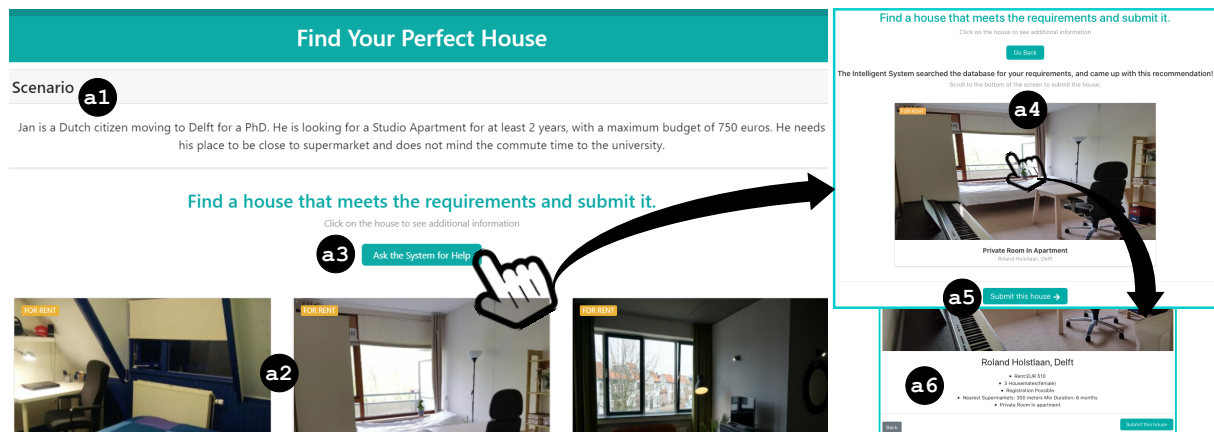 Find Your Perfect House
Scenario
a1
Jan is a Dutch citizen moving to Delft for a PhD. He is looking for a Studio Apartment for at least 2 years, with a maximum budget of 750 euros. He needs
his place to be close to supermarket and does not mind the commute time to the university.
Find a house that meets the requirements and submit it.
Click on the house to see additional information
a3
Ask the System for Help
FOR RENT
a2
FOR RENT
FOR RENT
Find a house that meets the requirements and submit it.
Click on the house to see additional information
Go Back
The Intelligent System searched the database for your requirements, and came up with this recommendation!
Scroll to the bottom of the screen to submit the house.
FOR RENT
a4
Private Room In Apartment
Roland Holstlaan, Delft
a5
Submit this house →
Roland Holstlaan, Delft
a6
• Rent:EUR 510
• 3 Housemates(female)
• Registration Possible
• Nearest Supermarkets: 300 meters Min Duration: 6 months
• Private Room in apartment
Back
Submit this house